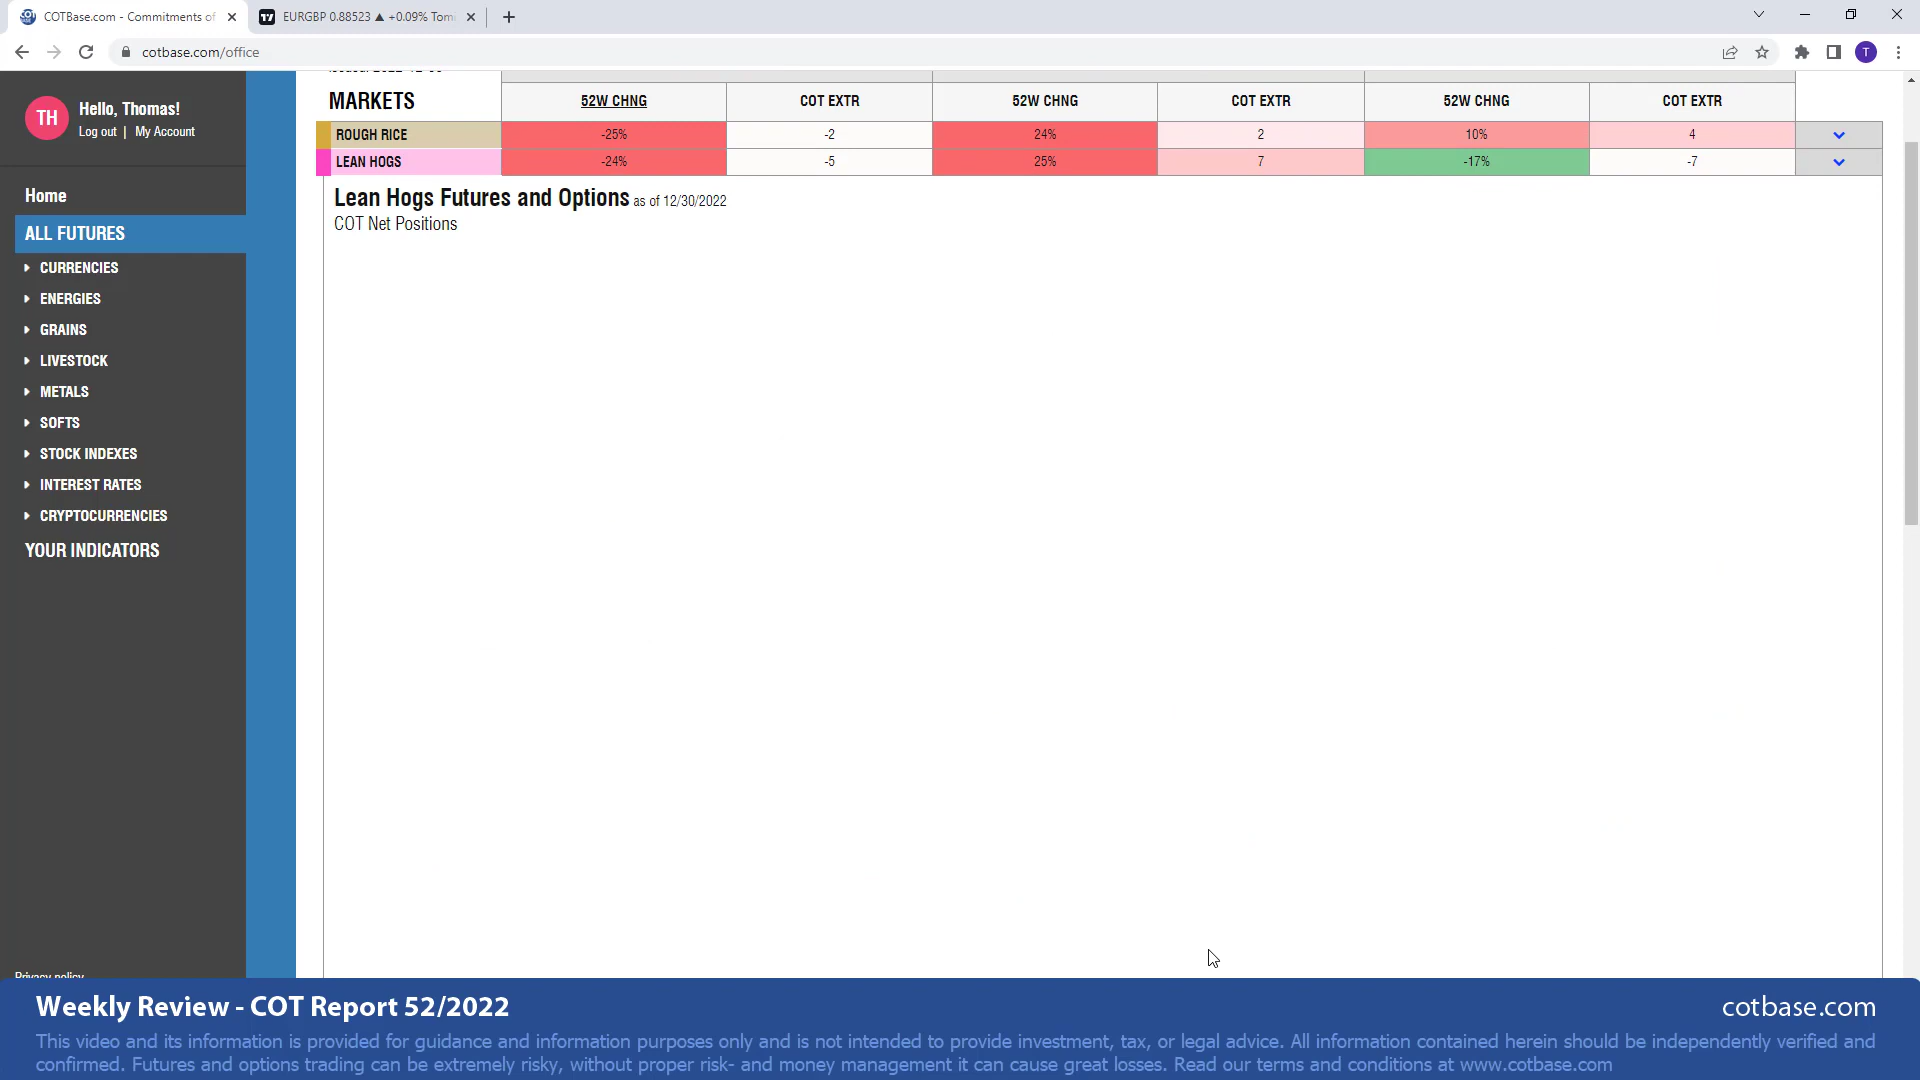 COTBase.com - Commitments of
EURGBP 0.88523 ▲ +0.09% Tom
cotbase.com/office
T
TH
Hello, Thomas!
Log out | My Account
Home
ALL FUTURES
CURRENCIES
ENERGIES
GRAINS
LIVESTOCK
METALS
SOFTS
STOCK INDEXES
INTEREST RATES
CRYPTOCURRENCIES
YOUR INDICATORS
Privacy policy
MARKETS 52W CHNG COT EXTR 52W CHNG COT EXTR 52W CHNG COT EXTR
ROUGH RICE -25% -2 24% 2 10% 4
LEAN HOGS -24% -5 25% 7 -17% -7
Lean Hogs Futures and Options as of 12/30/2022
COT Net Positions
Weekly Review - COT Report 52/2022
cotbase.com
This video and its information is provided for guidance and information purposes only and is not intended to provide investment, tax, or legal advice. All information contained herein should be independently verified and
confirmed. Futures and options trading can be extremely risky, without proper risk- and money management it can cause great losses. Read our terms and conditions at www.cotbase.com